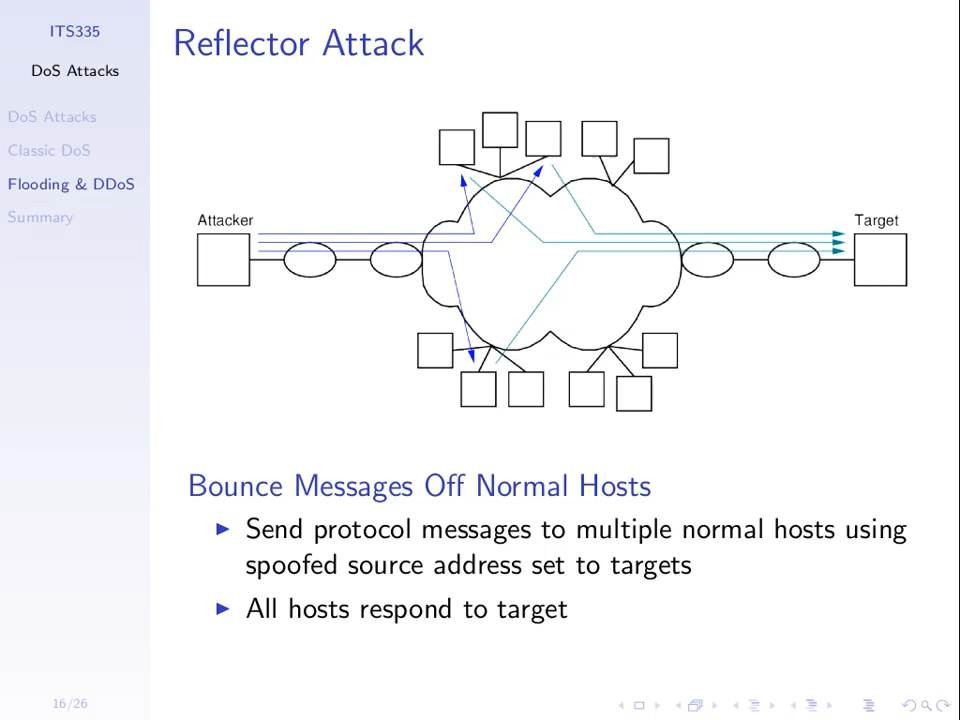 ITS335
DoS Attacks
DoS Attacks
Classic DoS
Flooding & DDoS
Summary
Reflector Attack
Attacker
Target
Bounce Messages Off Normal Hosts
Send protocol messages to multiple normal hosts using
spoofed source address set to targets
All hosts respond to target
16/26